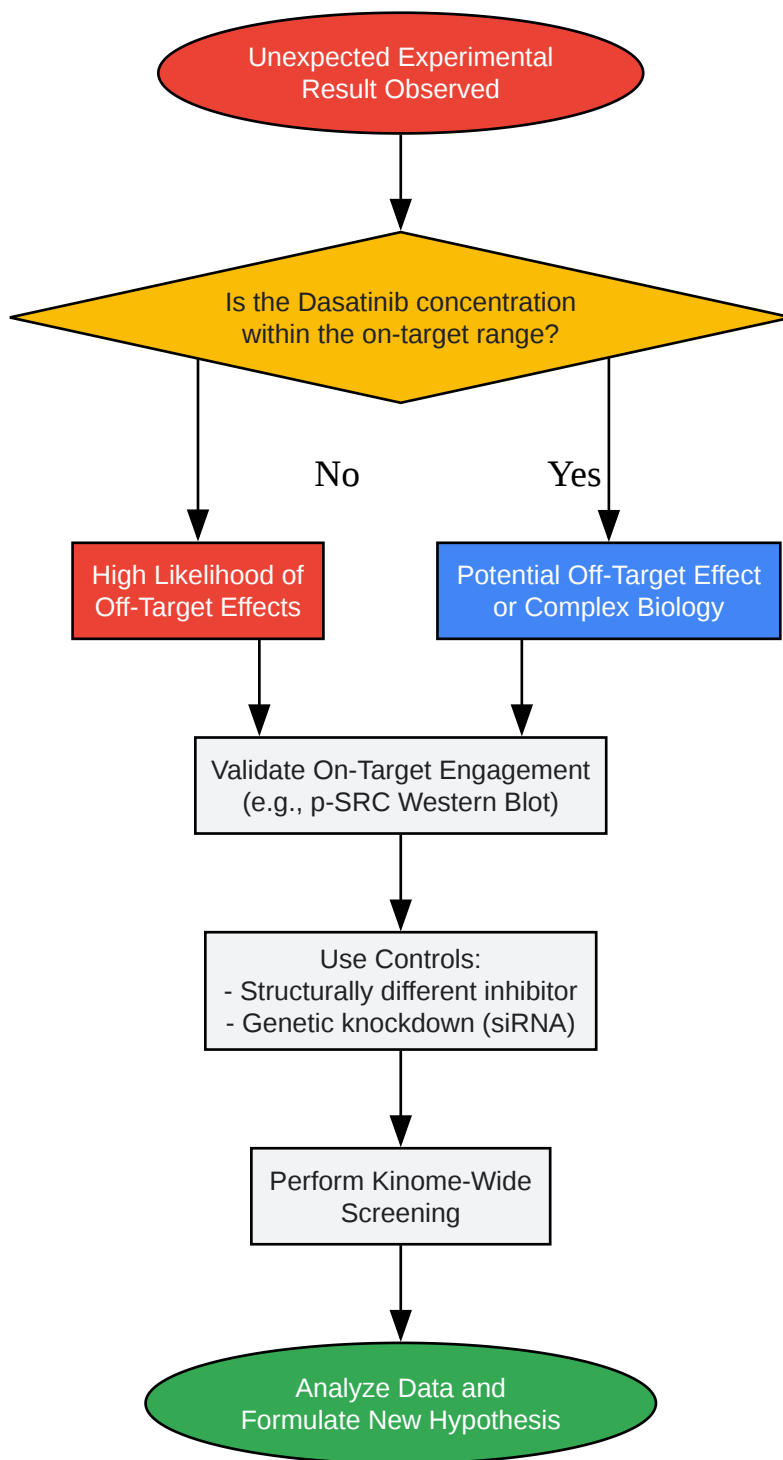 Unexpected Experimental
Result Observed
Is the Dasatinib concentration
within the on-target range?
No
Yes
High Likelihood of
Off-Target Effects
Potential Off-Target Effect
or Complex Biology
Validate On-Target Engagement
(e.g., p-SRC Western Blot)
Use Controls:
- Structurally different inhibitor
- Genetic knockdown (siRNA)
Perform Kinome-Wide
Screening
Analyze Data and
Formulate New Hypothesis